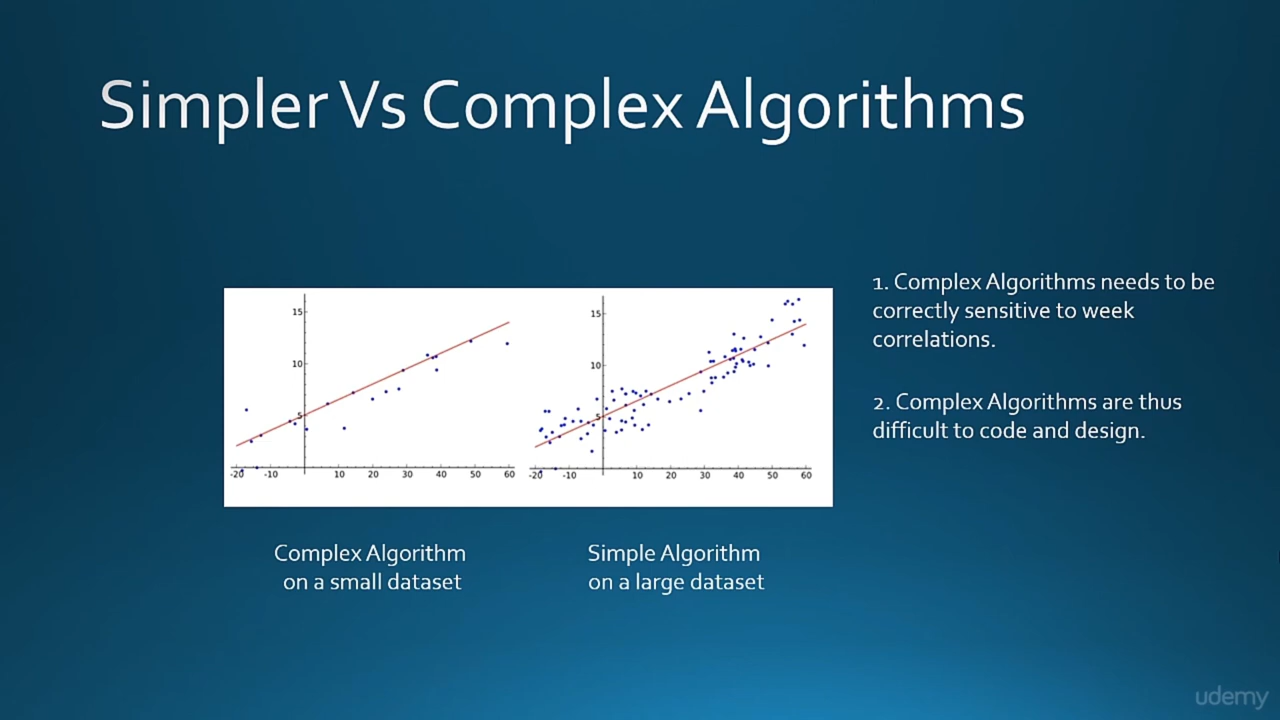 Simpler Vs Complex Algorithms
15
10
5
-20 -10 10 20 30 40 50 60
15
10
5
-20 -10 10 20 30 40 50 60
1. Complex Algorithms needs to be
correctly sensitive to week
correlations.
2. Complex Algorithms are thus
difficult to code and design.
Complex Algorithm
on a small dataset
Simple Algorithm
on a large dataset
udemy